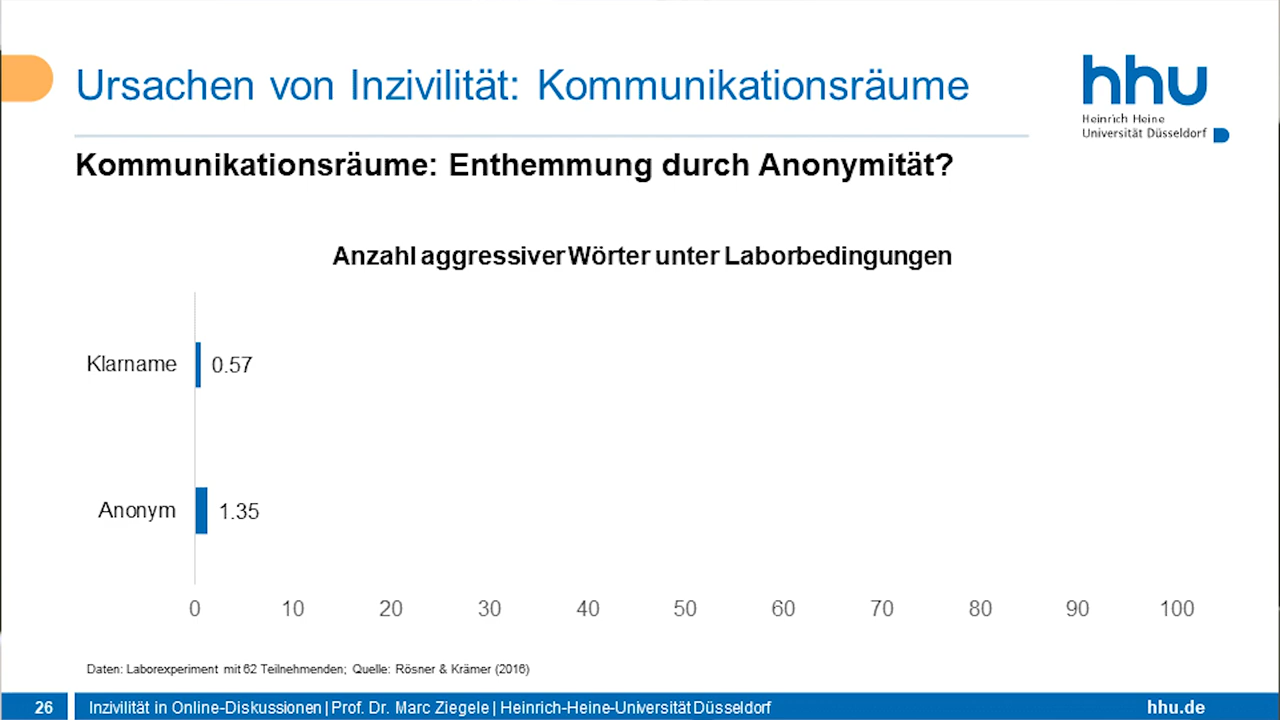 Ursachen von Inzivilität: Kommunikationsräume
hhu
Heinrich Heine
Universität Düsseldorf
Kommunikationsräume: Enthemmung durch Anonymität?
Anzahl aggressiver Wörter unter Laborbedingungen
Klarname 0.57
Anonym 1.35
0 10 20 30 40 50 60 70 80 90 100
Daten: Laborexperiment mit 62 Teilnehmenden; Quelle: Rösner & Krämer (2016)
26 Inzivilität in Online-Diskussionen | Prof. Dr. Marc Ziegele | Heinrich-Heine-Universität Düsseldorf hhu.de